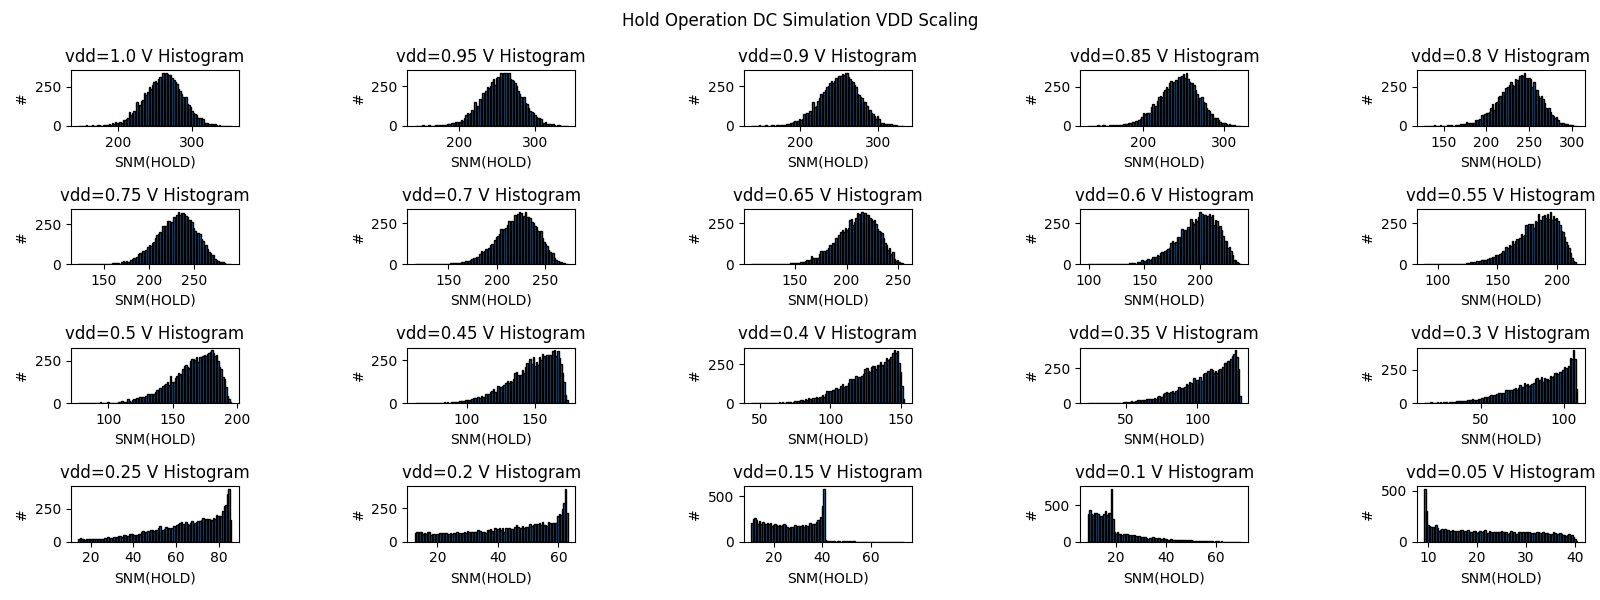 Hold Operation DC Simulation VDD Scaling
vdd=1.0 V Histogram
#
250
0
200 300
SNM(HOLD)
vdd=0.95 V Histogram
#
250
0
200 300
SNM(HOLD)
vdd=0.9 V Histogram
#
250
0
200 300
SNM(HOLD)
vdd=0.85 V Histogram
#
250
0
200 300
SNM(HOLD)
vdd=0.8 V Histogram
#
250
0
150 200 250 300
SNM(HOLD)
vdd=0.75 V Histogram
#
250
0
150 200 250
SNM(HOLD)
vdd=0.7 V Histogram
#
250
0
150 200 250
SNM(HOLD)
vdd=0.65 V Histogram
#
250
0
150 200 250
SNM(HOLD)
vdd=0.6 V Histogram
#
250
0
100 150 200
SNM(HOLD)
vdd=0.55 V Histogram
#
250
0
100 150 200
SNM(HOLD)
vdd=0.5 V Histogram
#
250
0
100 150 200
SNM(HOLD)
vdd=0.45 V Histogram
#
250
0
100 150
SNM(HOLD)
vdd=0.4 V Histogram
#
250
0
50 100 150
SNM(HOLD)
vdd=0.35 V Histogram
#
250
0
50 100
SNM(HOLD)
vdd=0.3 V Histogram
#
250
0
50 100
SNM(HOLD)
vdd=0.25 V Histogram
#
250
0
20 40 60 80
SNM(HOLD)
vdd=0.2 V Histogram
#
250
0
20 40 60
SNM(HOLD)
vdd=0.15 V Histogram
#
500
0
20 40 60
SNM(HOLD)
vdd=0.1 V Histogram
#
500
0
20 40 60
SNM(HOLD)
vdd=0.05 V Histogram
#
500
0
10 20 30 40
SNM(HOLD)